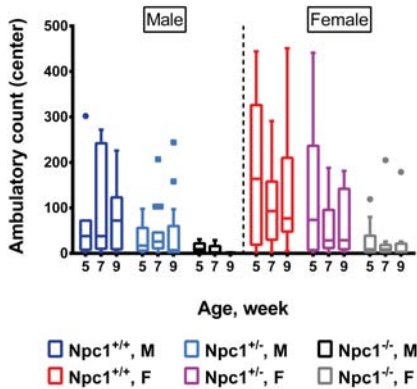 Male Female
Ambulatory count (center)
500
400
300
200
100
0
5 7 9 5 7 9 5 7 9 5 7 9 5 7 9 5 7 9
Age, week
Npc1+/+, M Npc1+/-, M Npc1-/-, M
Npc1+/+, F Npc1+/-, F Npc1-/-, F